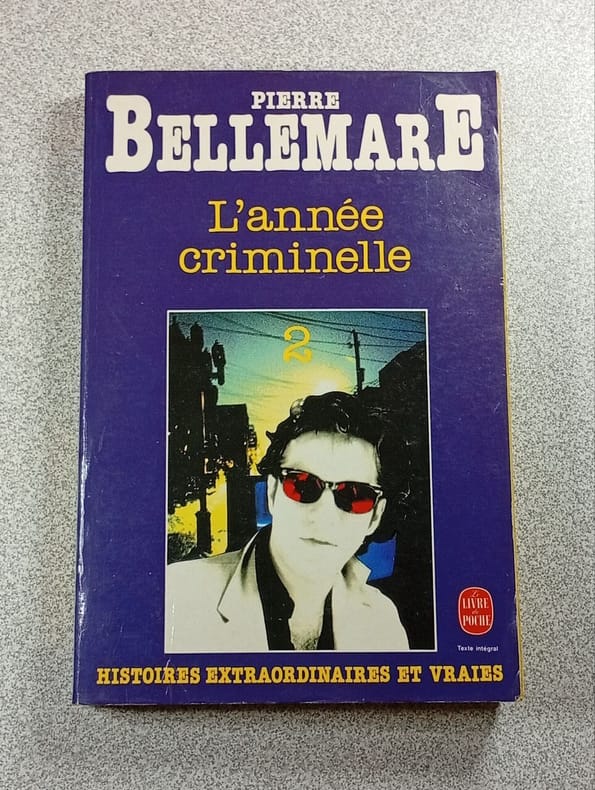 PIERRE
BELLEMARE
L'année
criminelle
2
Le
LIVRE
de
POCHE
Texte intégral
HISTOIRES EXTRAORDINAIRES ET VRAIES